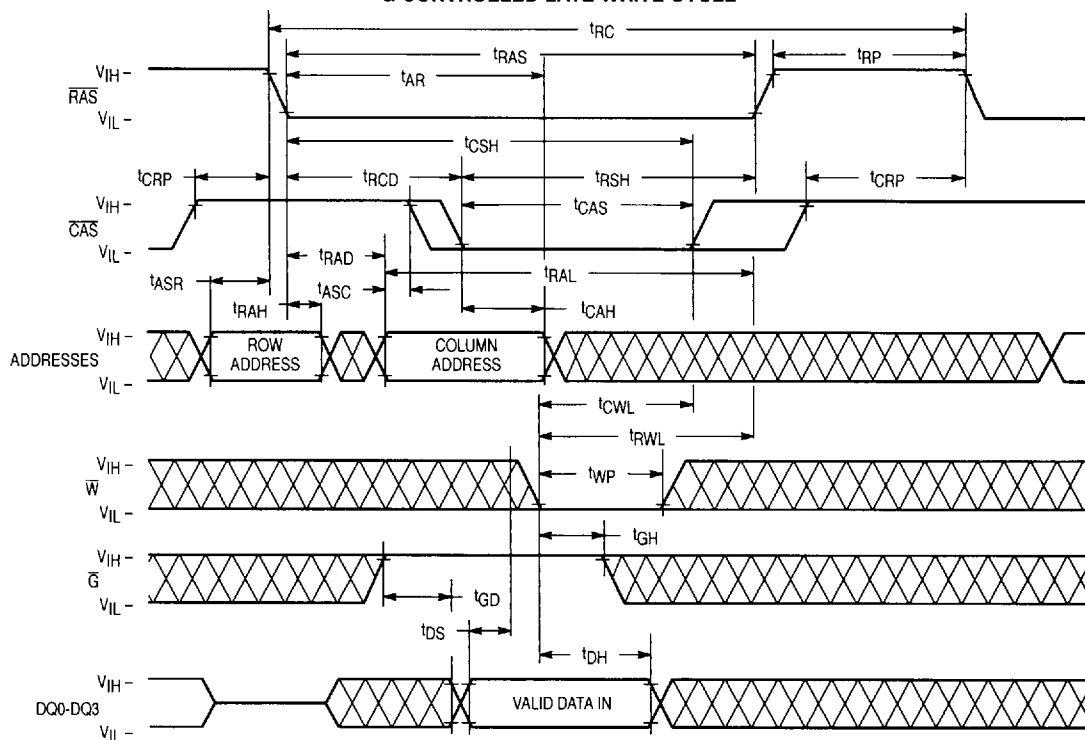 G CONTROLLED LATE WRITE CYCLE
tRC
tRAS
tRP
tAR
VIH
RAS
VIL
tCSH
tCRP
tRCD
tRSH
tCRP
VIH
tCAS
CAS
VIL
tRAD
tRAL
tASR
tASC
tRAH
tCAH
VIH
ADDRESSES
ROW ADDRESS
COLUMN ADDRESS
VIL
tCWL
tRWL
VIH
W
tWP
VIL
tGH
VIH
G
VIL
tGD
tDS
tDH
VIH
DQ0-DQ3
VALID DATA IN
VIL